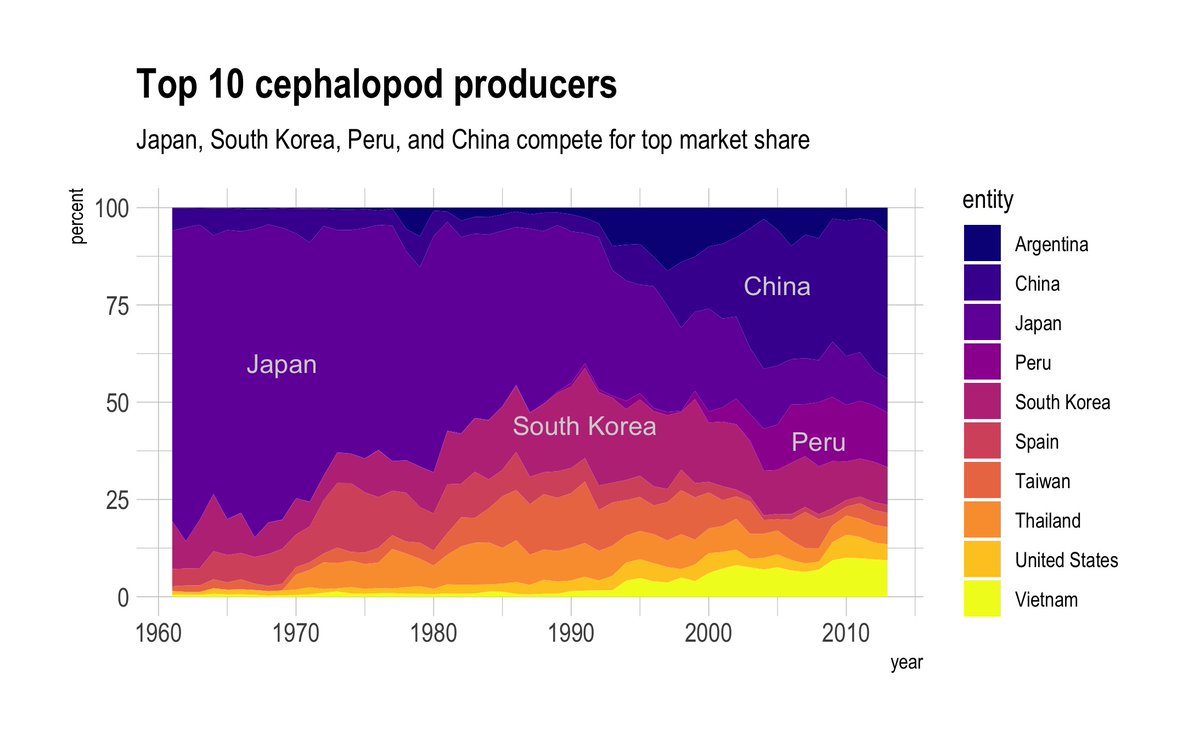 Top 10 cephalopod producers
Japan, South Korea, Peru, and China compete for top market share
percent
100
75
50
25
0
Japan
South Korea
China
Peru
1960
1970
1980
1990
2000
2010
year
entity
Argentina
China
Japan
Peru
South Korea
Spain
Taiwan
Thailand
United States
Vietnam